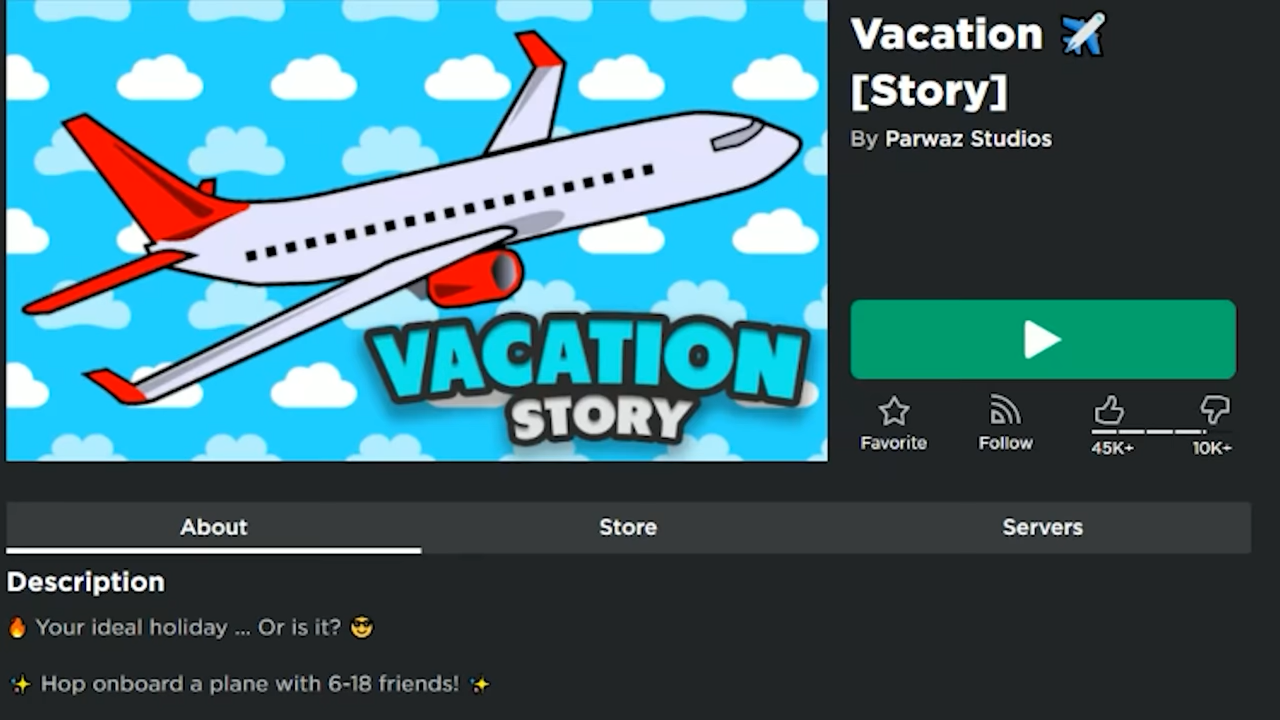 VACATION
STORY
Vacation ✈️
[Story]
By Parwaz Studios
Favorite
Follow
45K+
10K+
About
Store
Servers
Description
🔥 Your ideal holiday ... Or is it? 😎
✨ Hop onboard a plane with 6-18 friends! ✨